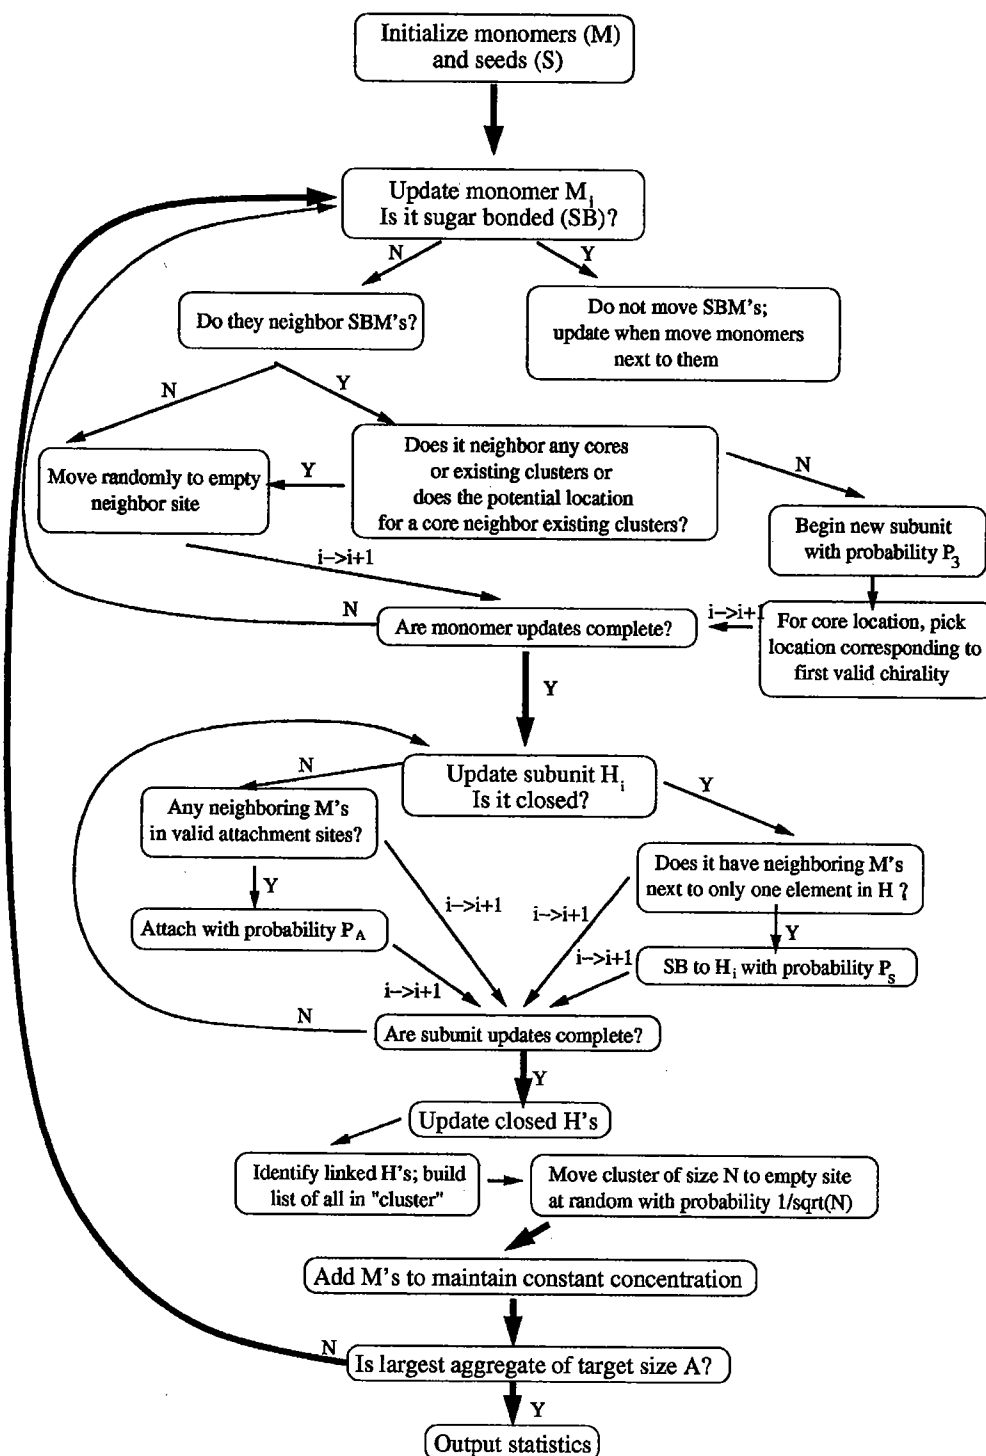 Initialize monomers (M)
and seeds (S)
Update monomer M_i
Is it sugar bonded (SB)?
N
Y
Do they neighbor SBM's?
Do not move SBM's;
update when move monomers
next to them
N
Y
Move randomly to empty
neighbor site
Y
Does it neighbor any cores
or existing clusters or
does the potential location
for a core neighbor existing clusters?
N
Begin new subunit
with probability P_3
i->i+1
N
Are monomer updates complete?
i->i+1
For core location, pick
location corresponding to
first valid chirality
Y
N
Update subunit H_i
Is it closed?
Y
Any neighboring M's
in valid attachment sites?
Does it have neighboring M's
next to only one element in H ?
Y
i->i+1
i->i+1
Y
Attach with probability P_A
i->i+1
SB to H_i with probability P_s
i->i+1
N
Are subunit updates complete?
Y
Update closed H's
Identify linked H's; build
list of all in "cluster"
Move cluster of size N to empty site
at random with probability 1/sqrt(N)
Add M's to maintain constant concentration
N
Is largest aggregate of target size A?
Y
Output statistics